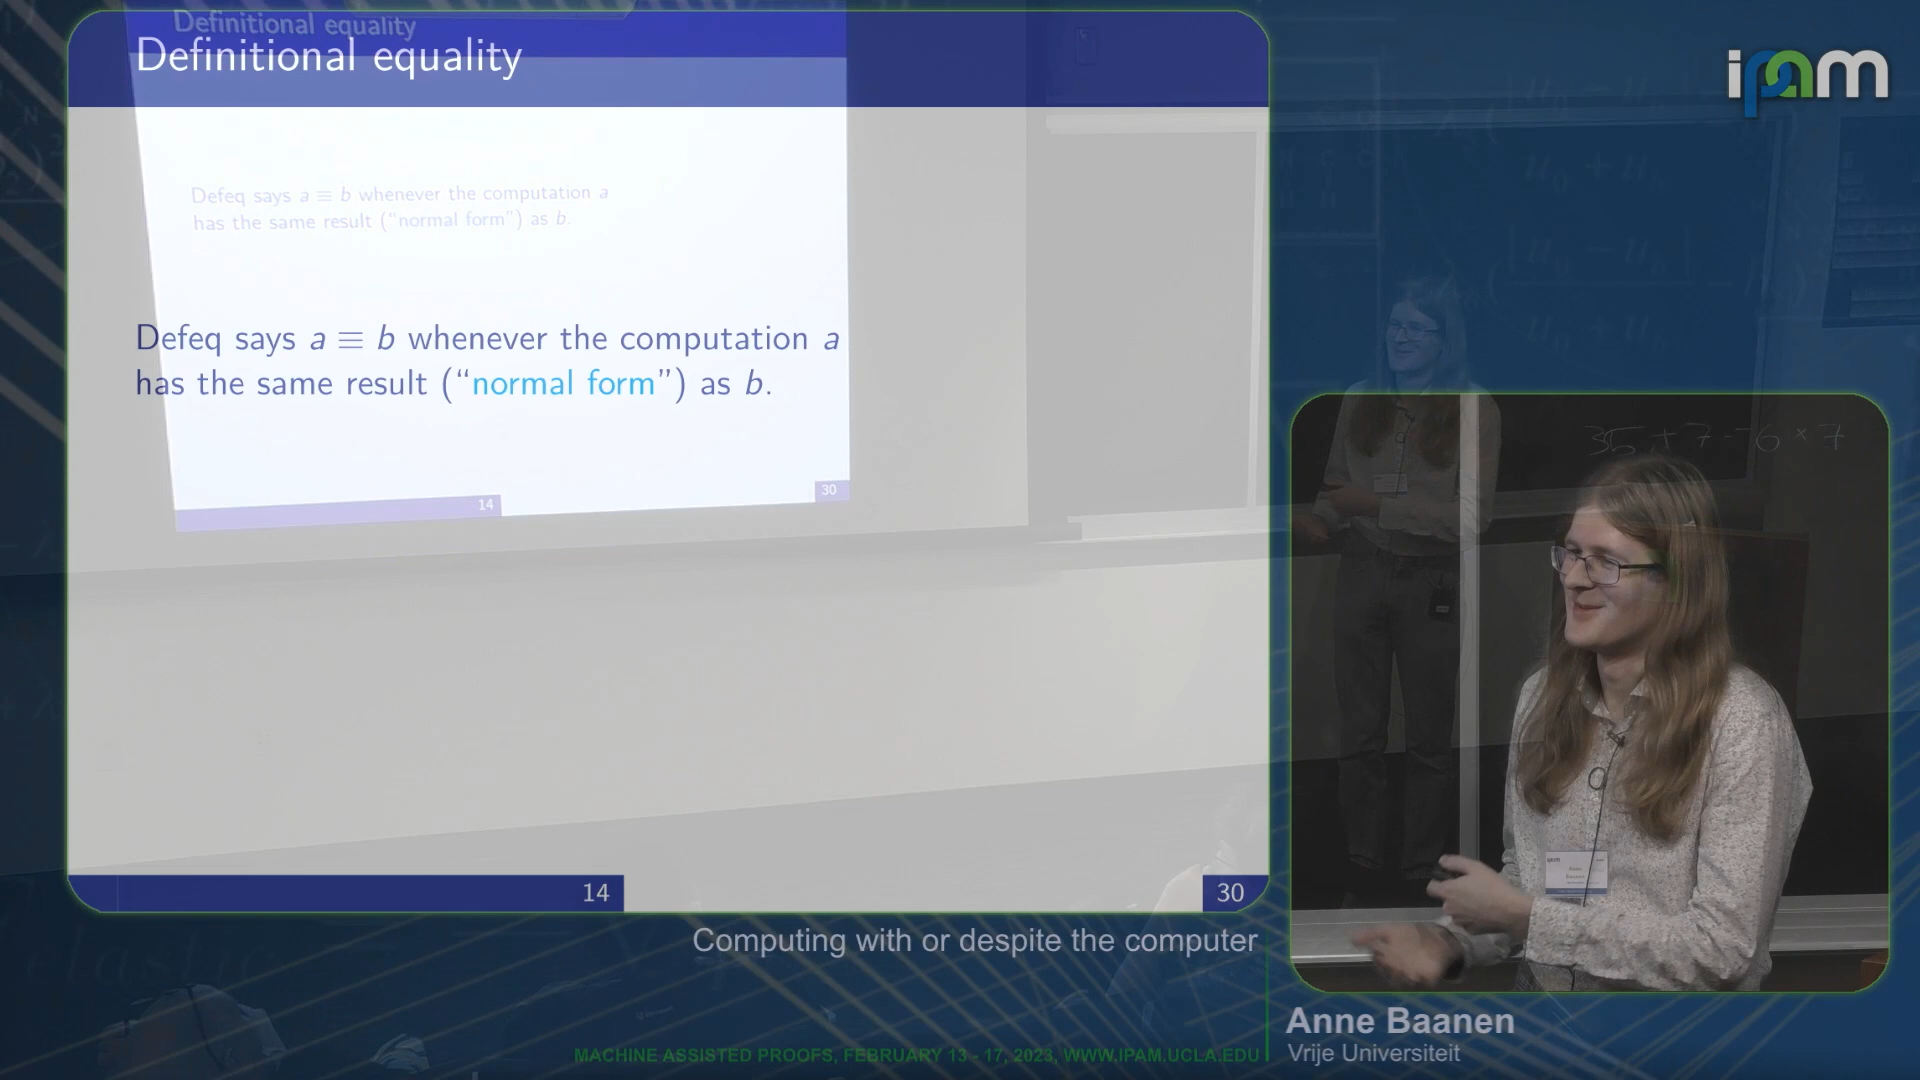 Definitional equality
Definitional equality
Defeq says a ≡ b whenever the computation a
has the same result (“normal form”) as b.
Defeq says a ≡ b whenever the computation a
has the same result (“normal form”) as b.
14
30
14
30
ipam
35 + 7 = 6 × 7
Computing with or despite the computer
Anne Baanen
Vrije Universiteit
MACHINE ASSISTED PROOFS, FEBRUARY 13 - 17, 2023, WWW.IPAM.UCLA.EDU